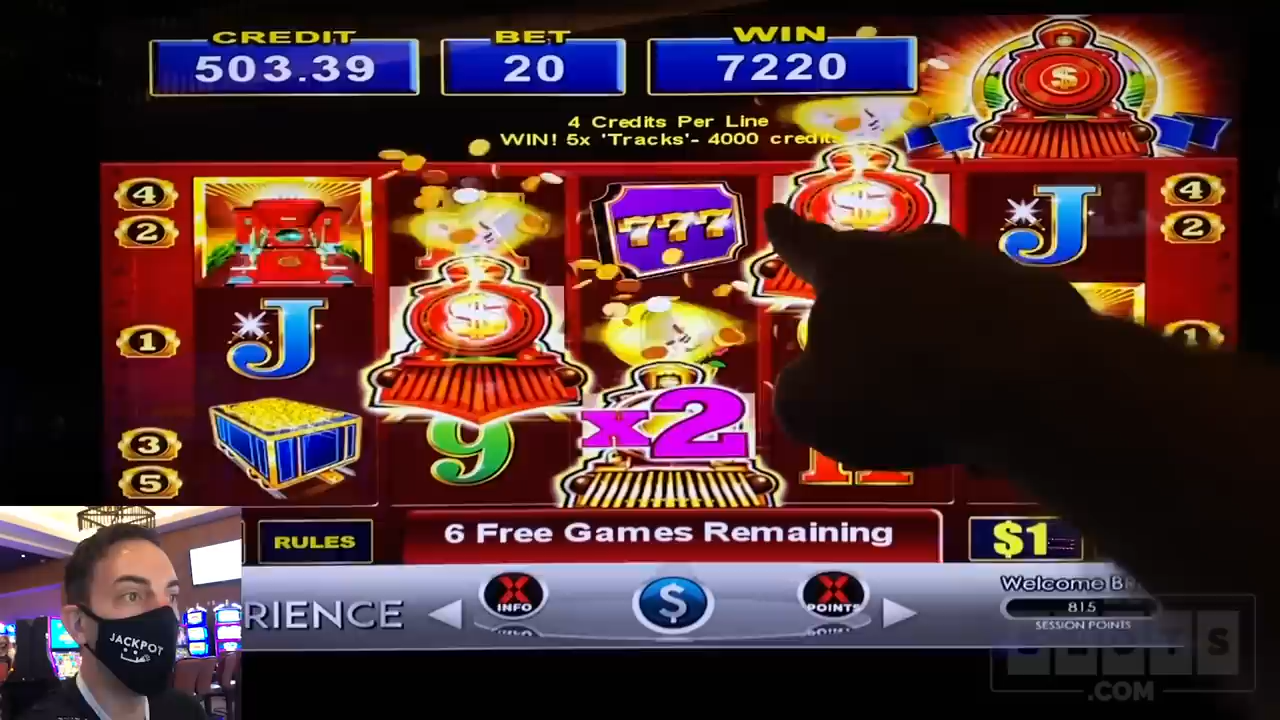 CREDIT BET WIN
503.39 20 7220
4 Credits Per Line
WIN! 5x 'Tracks'- 4000 credits
4 4
2 777 J 2
1 J 1
3 x2
5 9
RULES 6 Free Games Remaining $1
RIENCE INFO $ POINTS Welcome
815
SESSION POINTS
JACKPOT
.COM